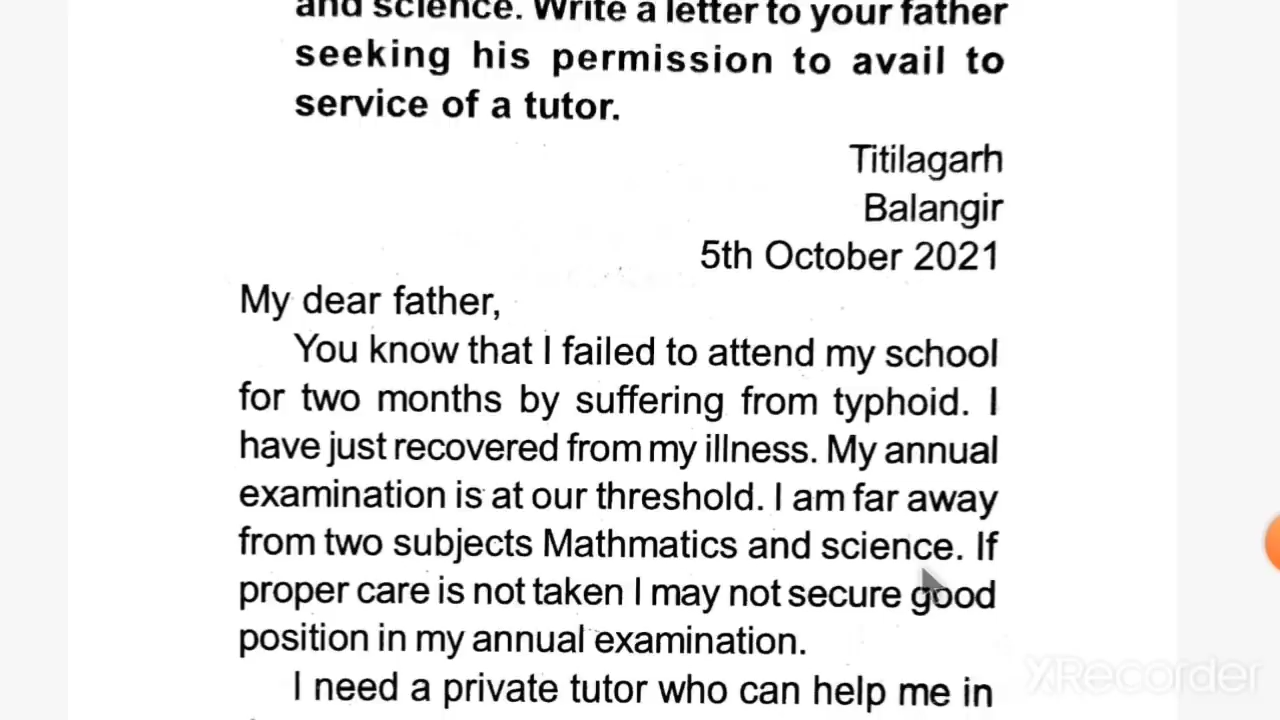 and science. Write a letter to your father
seeking his permission to avail to
service of a tutor.
Titilagarh
Balangir
5th October 2021
My dear father,
You know that I failed to attend my school
for two months by suffering from typhoid. I
have just recovered from my illness. My annual
examination is at our threshold. I am far away
from two subjects Mathmatics and science. If
proper care is not taken I may not secure good
position in my annual examination.
I need a private tutor who can help me in
XRecorder